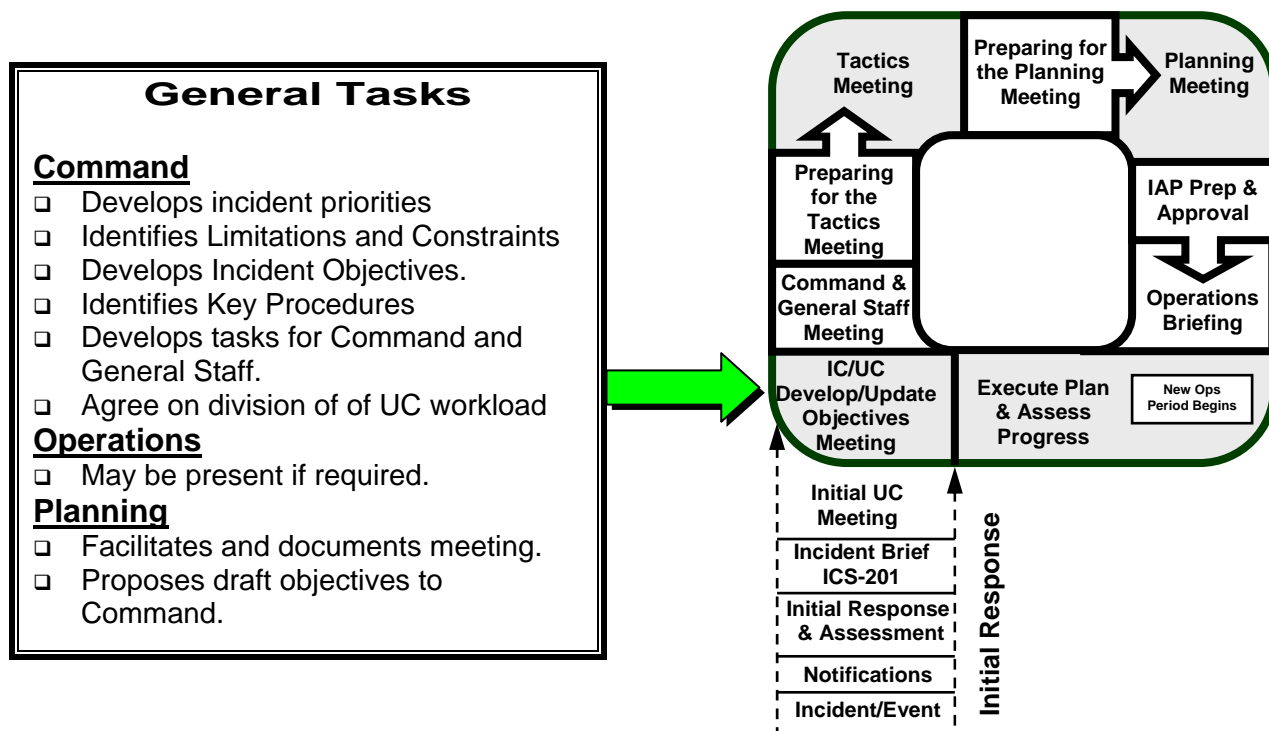 General Tasks
Command
❑ Develops incident priorities
❑ Identifies Limitations and Constraints
❑ Develops Incident Objectives.
❑ Identifies Key Procedures
❑ Develops tasks for Command and
General Staff.
❑ Agree on division of of UC workload
Operations
❑ May be present if required.
Planning
❑ Facilitates and documents meeting.
❑ Proposes draft objectives to
Command.
Tactics
Meeting
Preparing for
the Planning
Meeting
Planning
Meeting
Preparing
for the
Tactics
Meeting
IAP Prep &
Approval
Command &
General Staff
Meeting
Operations
Briefing
IC/UC
Develop/Update
Objectives
Meeting
Execute Plan
& Assess
Progress
New Ops
Period Begins
Initial UC
Meeting
Incident Brief
ICS-201
Initial Response
& Assessment
Notifications
Incident/Event
Initial Response